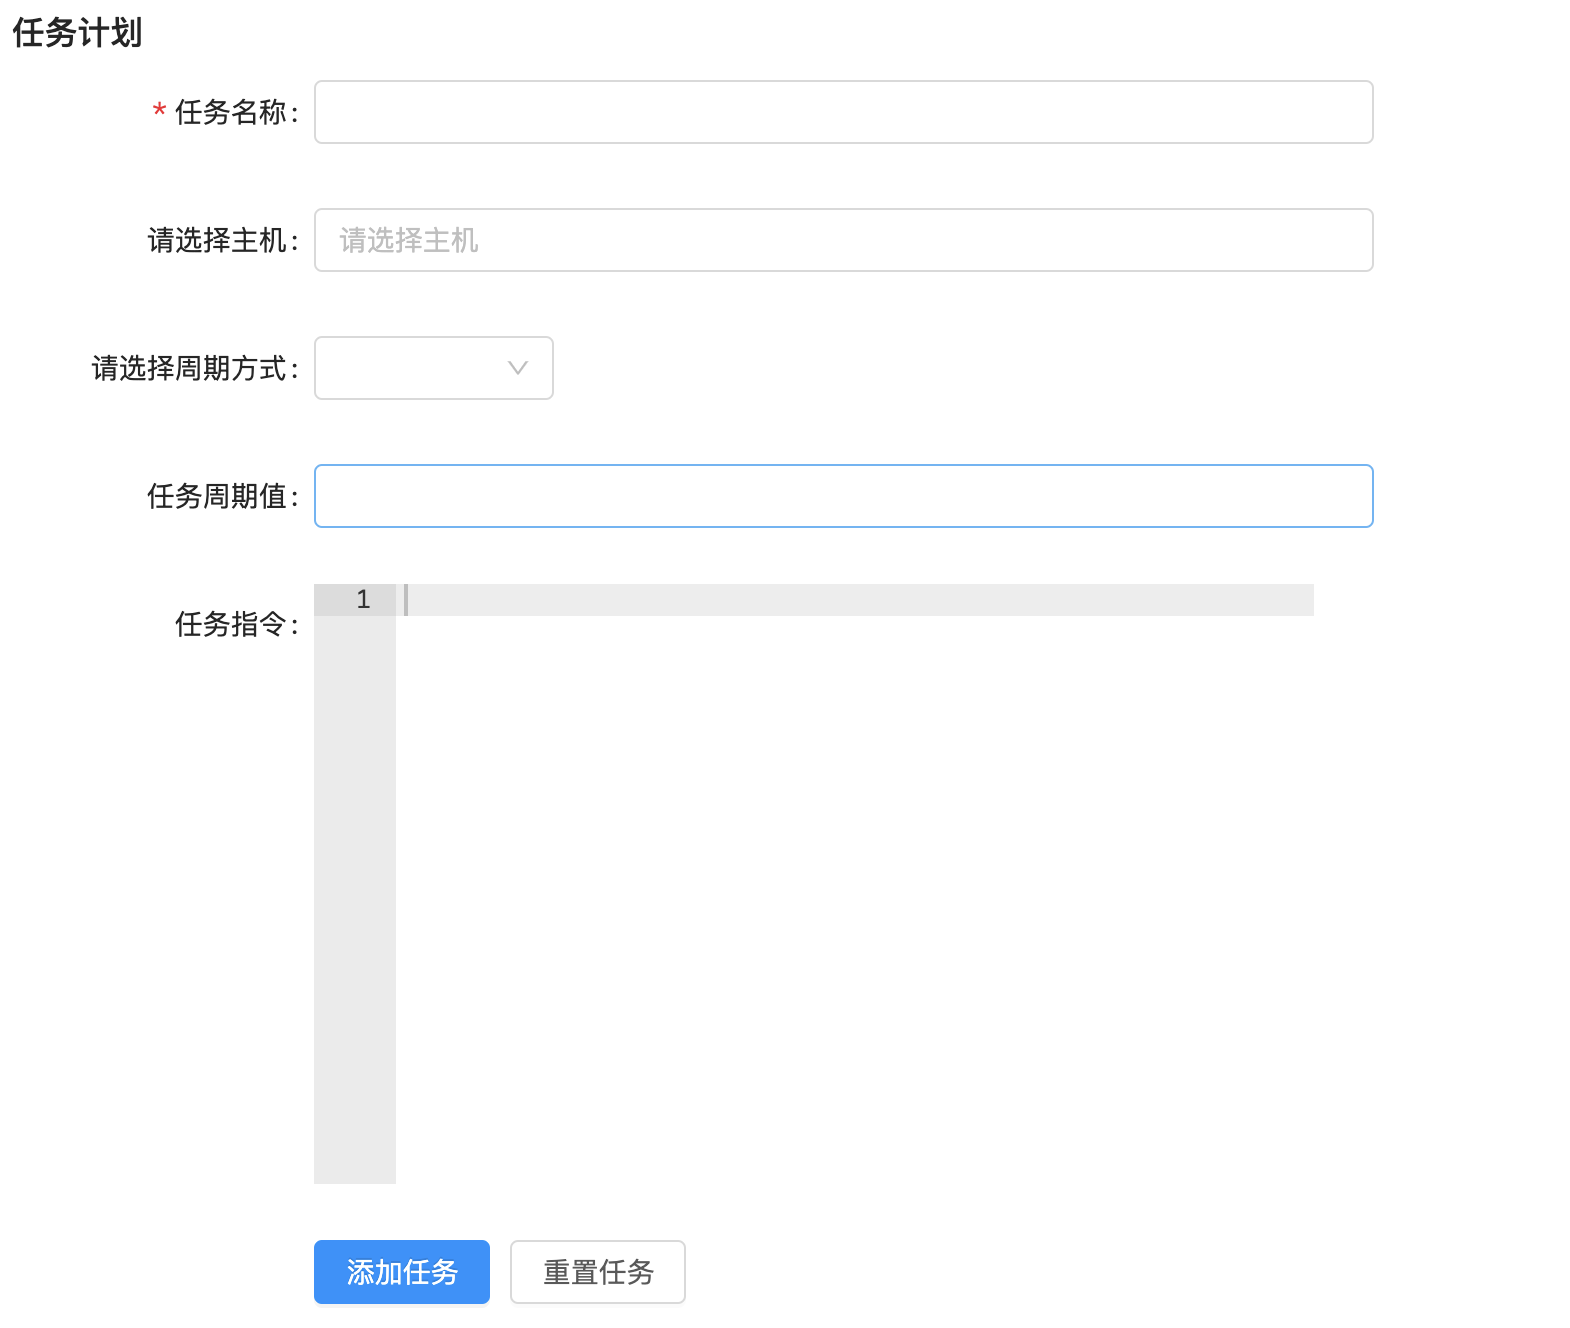 任务计划
* 任务名称:
请选择主机: 请选择主机
请选择周期方式:
任务周期值:
任务指令: 1
添加任务 重置任务